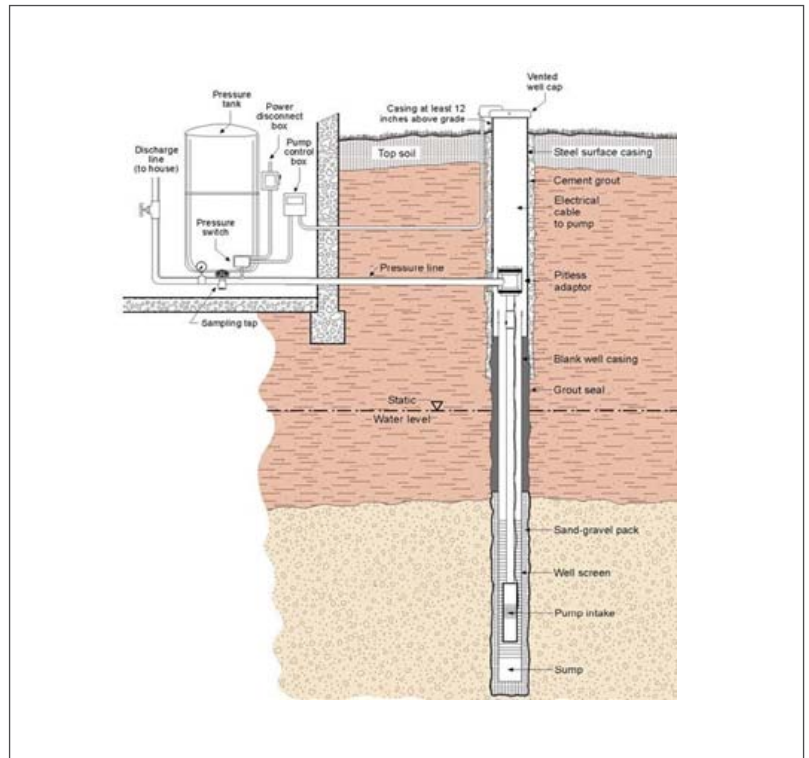 Vented
well cap
Pressure
tank
Power
disconnect
box
Casing at least 12
inches above grade
Pump
control
box
Discharge
line
(to house)
Top soil
Steel surface casing
Cement grout
Electrical
cable
to pump
Pressure
switch
Pressure line
Pitless
adaptor
Sampling tap
Blank well casing
Grout seal
Static
Water level
Sand-gravel pack
Well screen
Pump intake
Sump